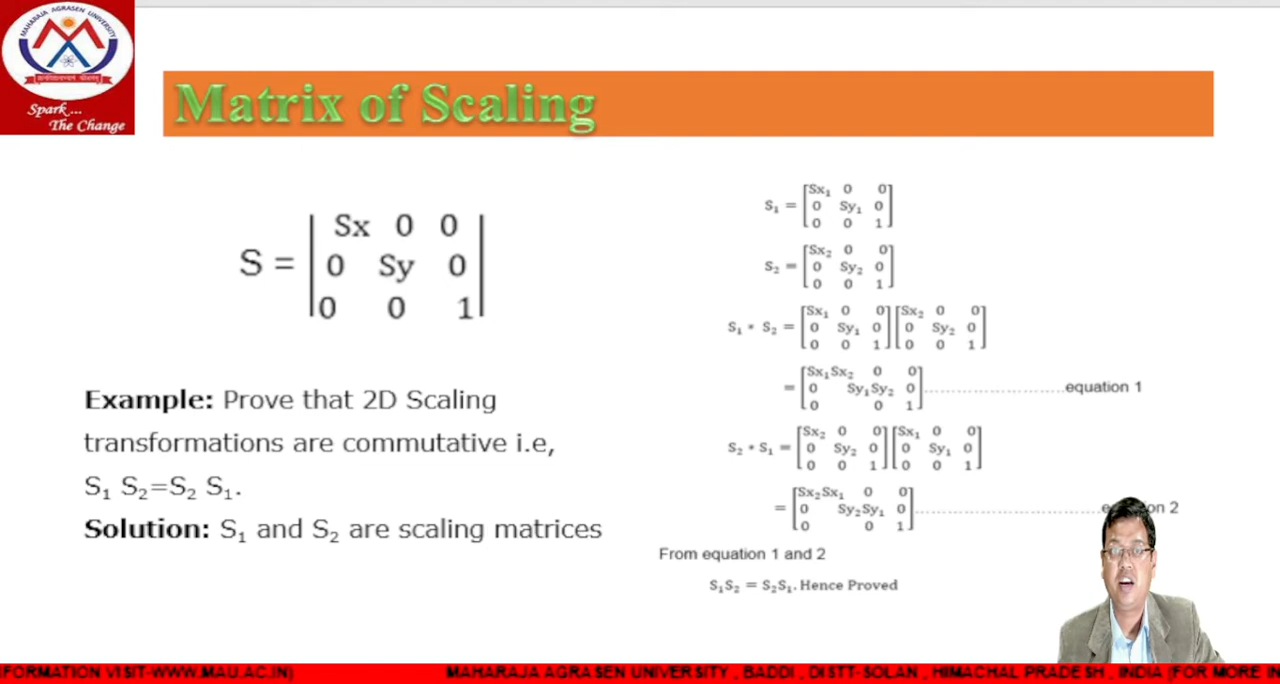 MAHARAJA AGRASEN UNIVERSITY
Spark...
The Change
Matrix of Scaling
S = | Sx 0 0 |
| 0 Sy 0 |
| 0 0 1 |
Example: Prove that 2D Scaling
transformations are commutative i.e,
S₁ S₂=S₂ S₁.
Solution: S₁ and S₂ are scaling matrices
S₁ = [Sx₁ 0 0]
[0 Sy₁ 0]
[0 0 1]
S₂ = [Sx₂ 0 0]
[0 Sy₂ 0]
[0 0 1]
S₁ * S₂ = [Sx₁ 0 0] [Sx₂ 0 0]
[0 Sy₁ 0] [0 Sy₂ 0]
[0 0 1] [0 0 1]
= [Sx₁Sx₂ 0 0]
[0 Sy₁Sy₂ 0] ..............................equation 1
[0 0 1]
S₂ * S₁ = [Sx₂ 0 0] [Sx₁ 0 0]
[0 Sy₂ 0] [0 Sy₁ 0]
[0 0 1] [0 0 1]
= [Sx₂Sx₁ 0 0]
[0 Sy₂Sy₁ 0] ........................................ 2
[0 0 1]
From equation 1 and 2
S₁S₂ = S₂S₁. Hence Proved
FORMATION VISIT-WWW.MAU.AC.IN) MAHARAJA AGRASEN UNIVERSITY , BADDI , DISTT-SOLAN , HIMACHAL PRADESH , INDIA (FOR MORE IN